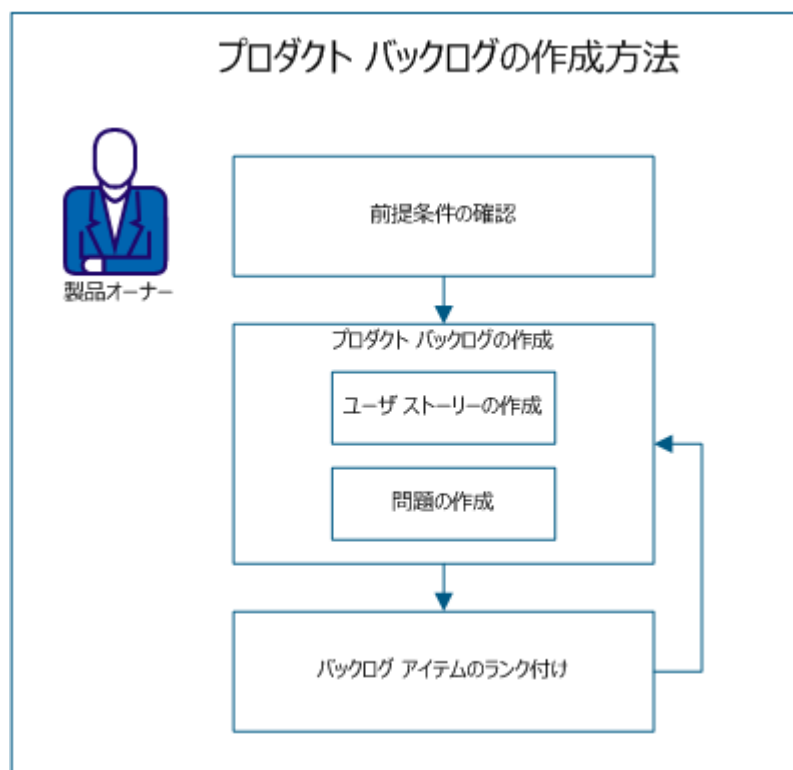 プロダクト バックログの作成方法
製品オーナー
前提条件の確認
プロダクト バックログの作成
ユーザ ストーリーの作成
問題の作成
バックログ アイテムのランク付け